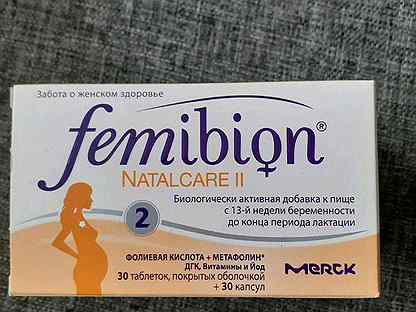 Забота о женском здоровье
femibion®
NATALCARE II
Биологически активная добавка к пище
с 13-й недели беременности
до конца периода лактации
2
ФОЛИЕВАЯ КИСЛОТА + МЕТАФОЛИН®
ДГК, Витамины и Йод
30 таблеток, покрытых оболочкой
+ 30 капсул
MERCK